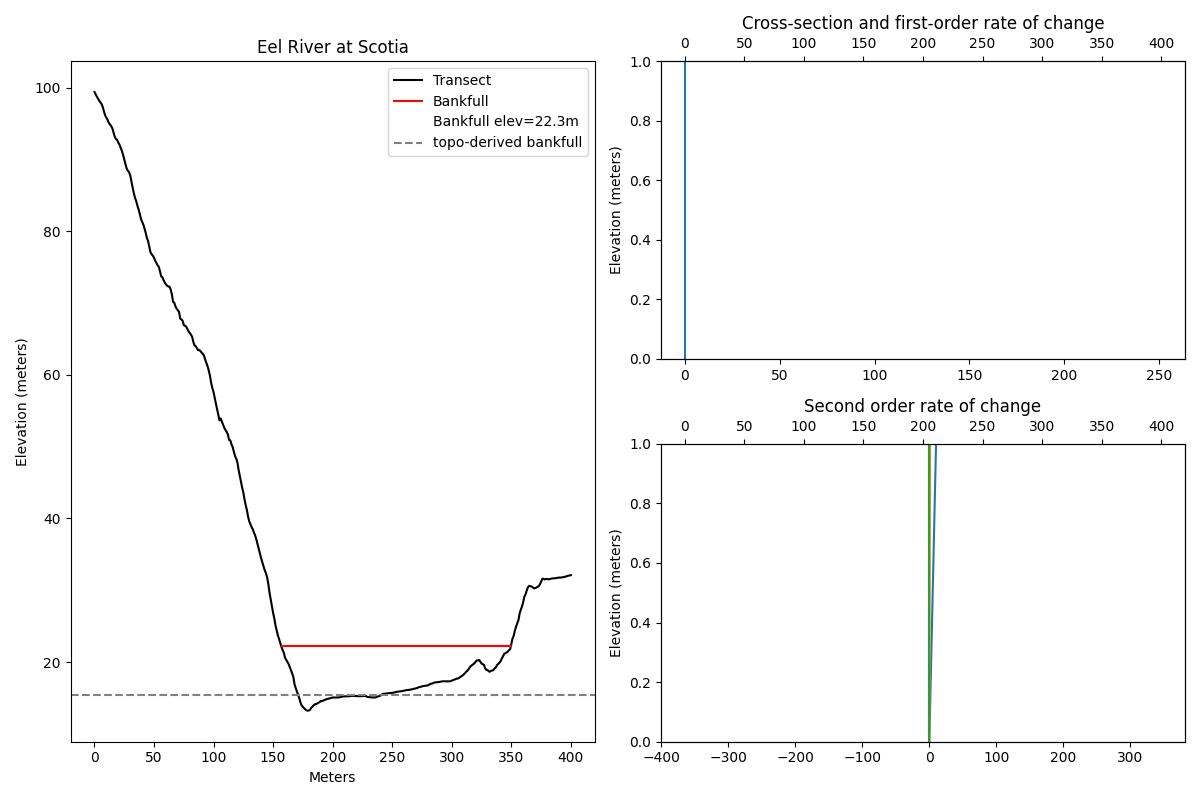 Eel River at Scotia
Transect
Bankfull
Bankfull elev=22.3m
topo-derived bankfull
100
80
60
40
20
Elevation (meters)
0 50 100 150 200 250 300 350 400
Meters
Cross-section and first-order rate of change
0 50 100 150 200 250 300 350 400
1.0
0.8
0.6
0.4
0.2
0.0
Elevation (meters)
0 50 100 150 200 250
Second order rate of change
0 50 100 150 200 250 300 350 400
1.0
0.8
0.6
0.4
0.2
0.0
Elevation (meters)
−400 −300 −200 −100 0 100 200 300